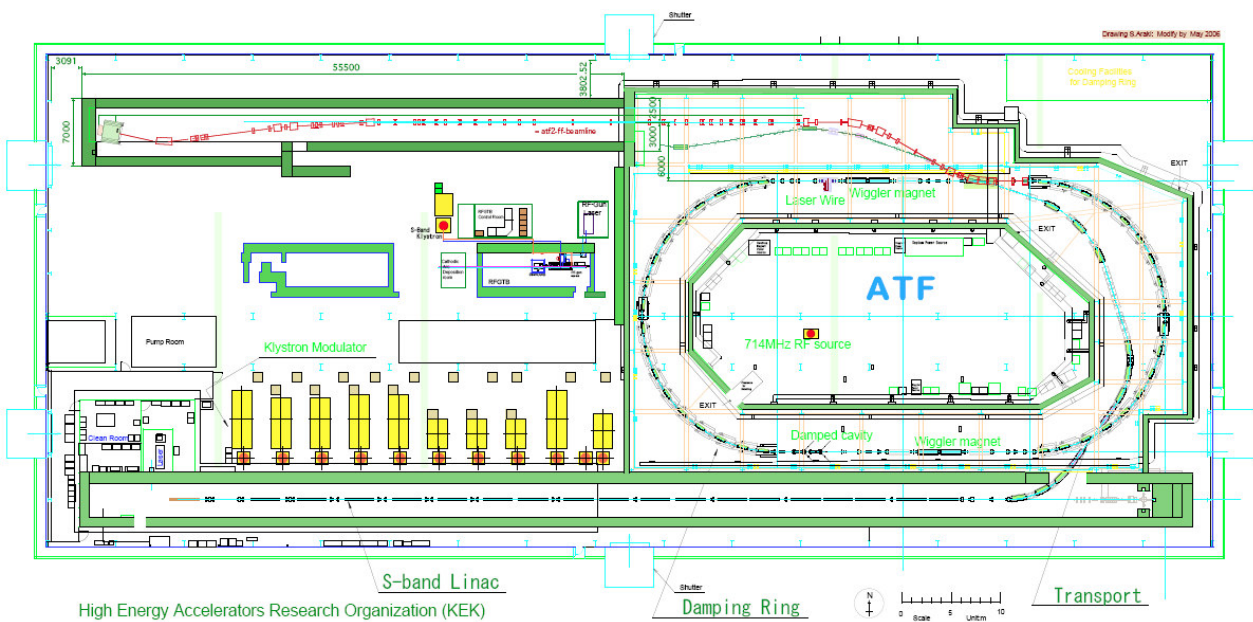 Shutter
Drawing S.Araki: Modify by May 2006
3091
55500
3802.52
Cooling Facilities
for Damping Ring
7000
2500
3000
6000
= atf2-ff-beamline
EXIT
Laser Wire
Wiggler magnet
RF-Gun
Laser
S-Band
Klystron
EXIT
RFGTB
ATF
Pump Room
Klystron Modulator
714MHz RF source
EXIT
Clean Room
Laser
Damped cavity
Wiggler magnet
S-band Linac
High Energy Accelerators Research Organization (KEK)
Shutter
Damping Ring
N
0 5 10
Scale Unit:m
Transport